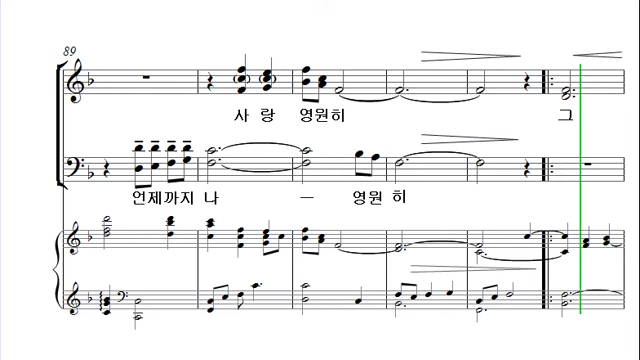 89
사 랑 영원히 그
언제까지 나 — 영원 히